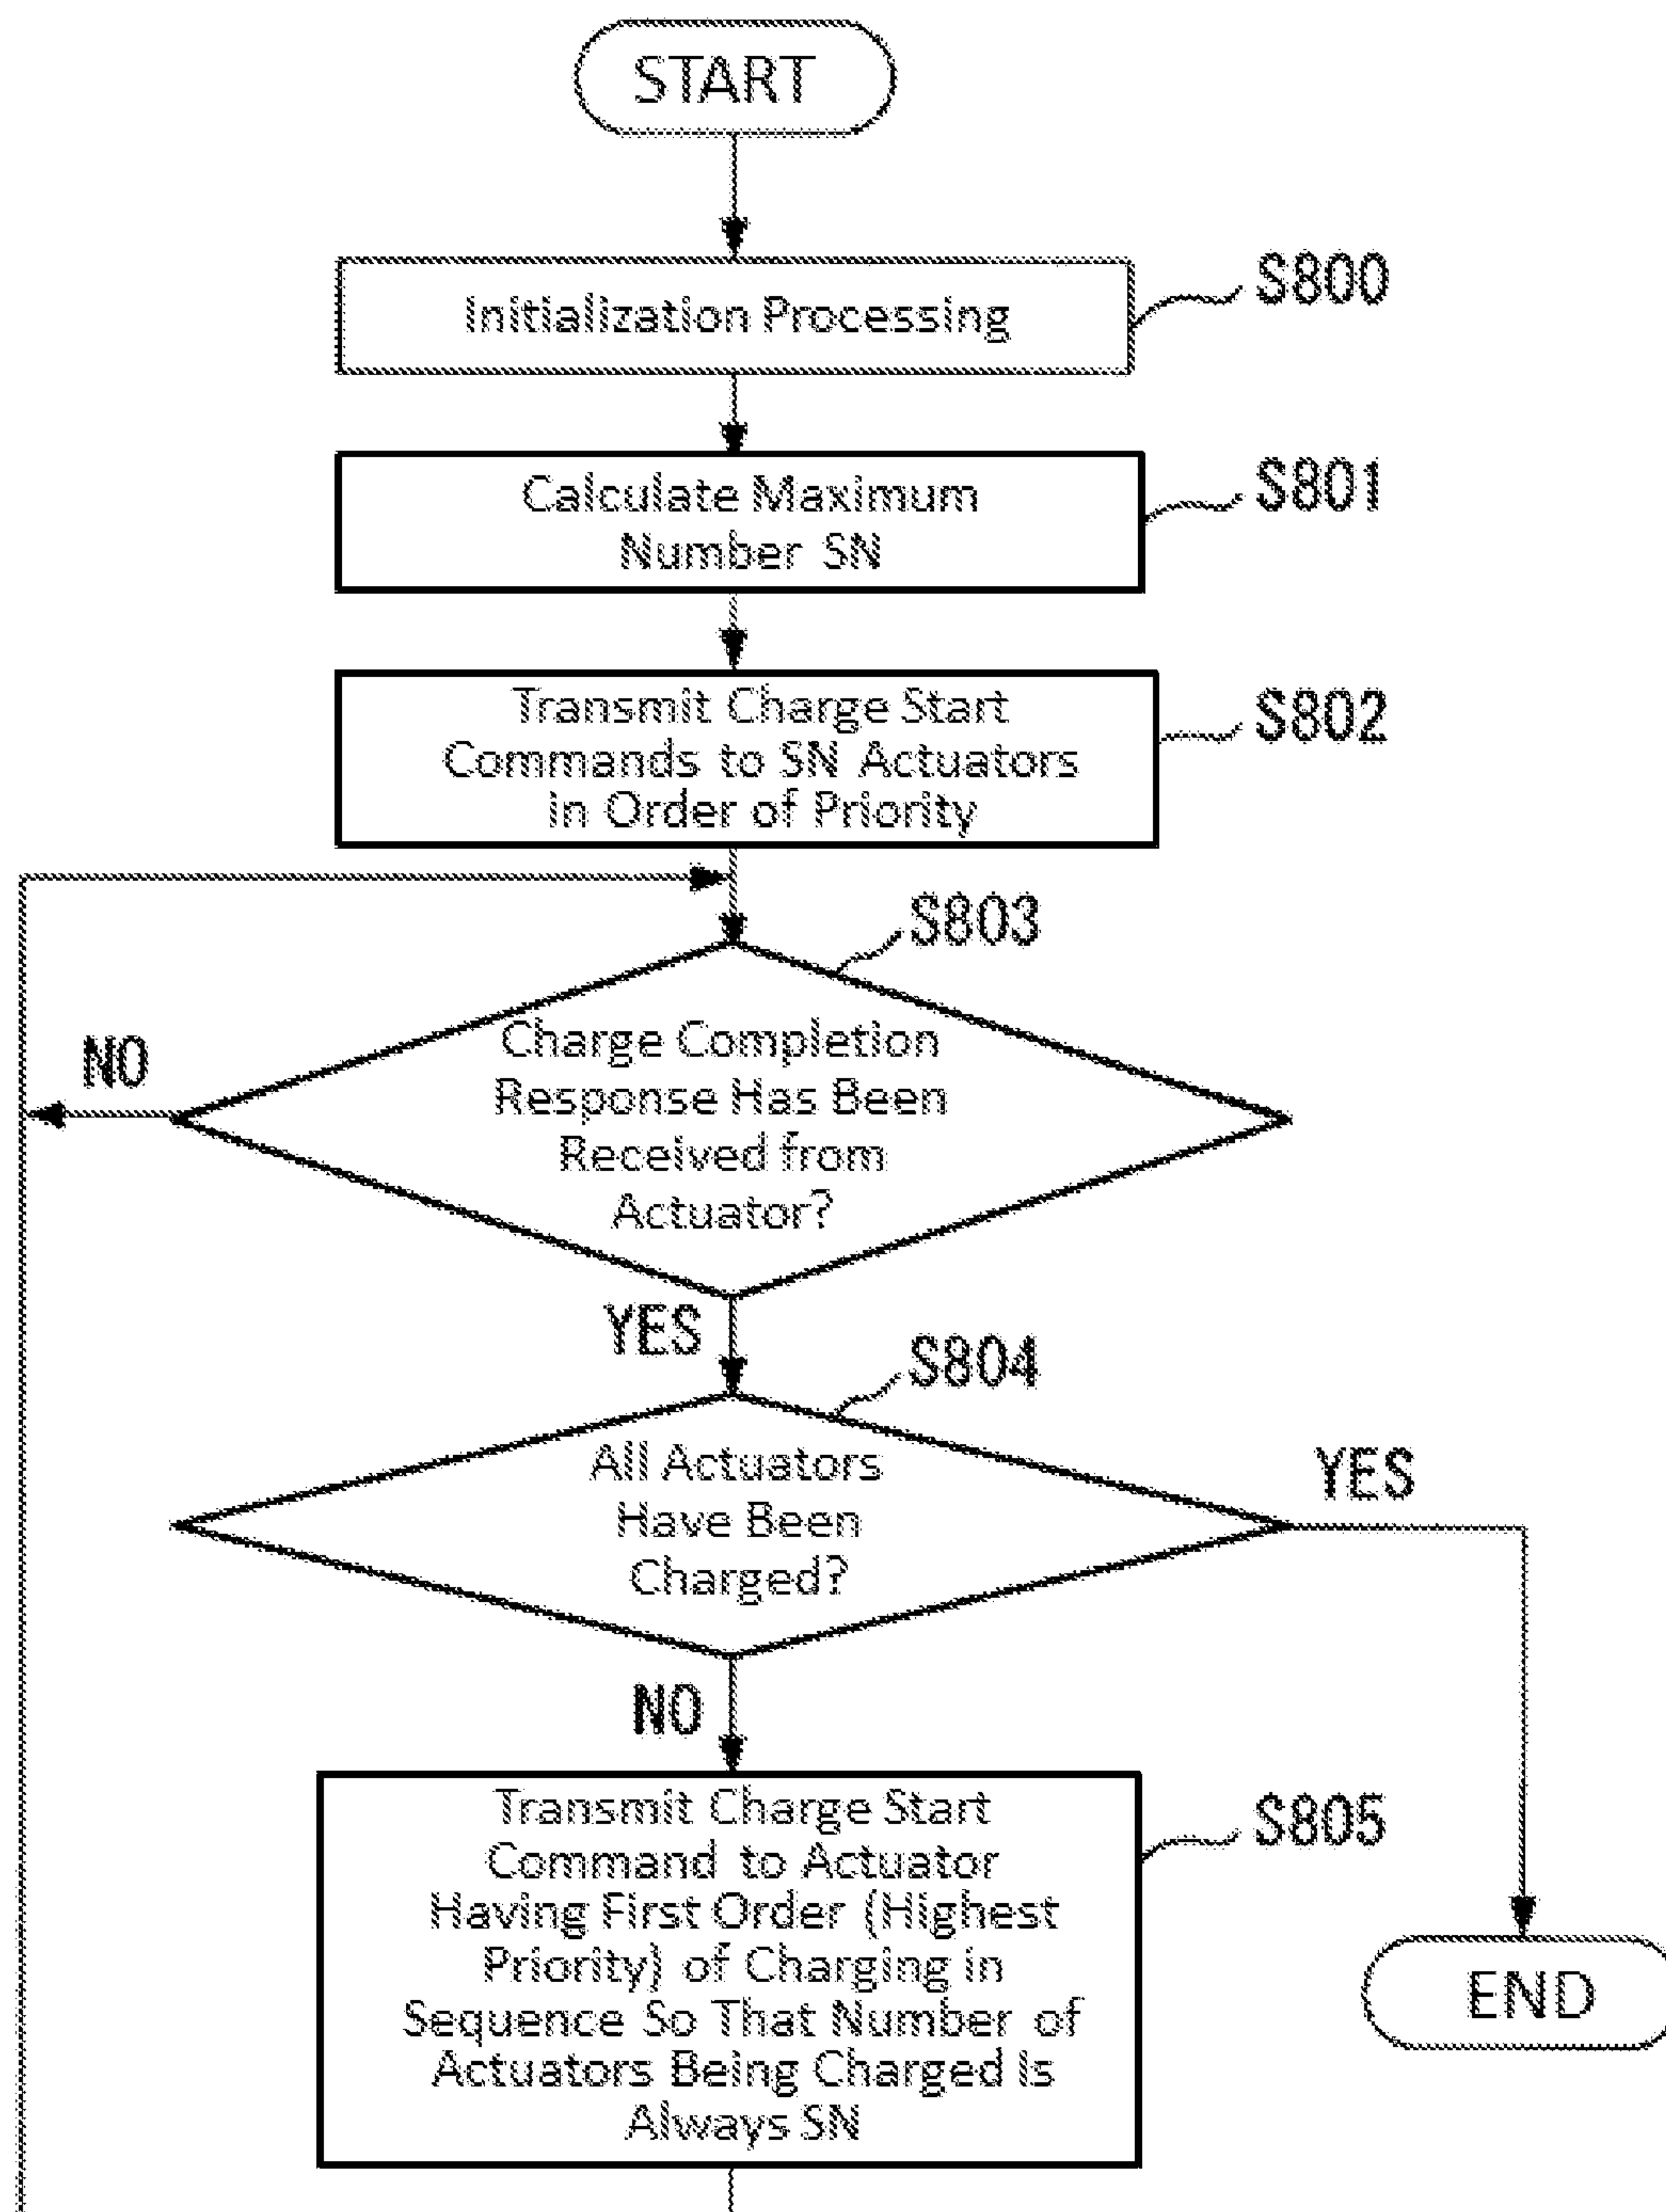 START
Initialization Processing
S800
Calculate Maximum
Number SN
S801
Transmit Charge Start
Commands to SN Actuators
in Order of Priority
S802
S803
Charge Completion
Response Has Been
Received from
Actuator?
NO
YES
S804
All Actuators
Have Been
Charged?
YES
NO
Transmit Charge Start
Command to Actuator
Having First Order (Highest
Priority) of Charging in
Sequence So That Number of
Actuators Being Charged Is
Always SN
S805
END